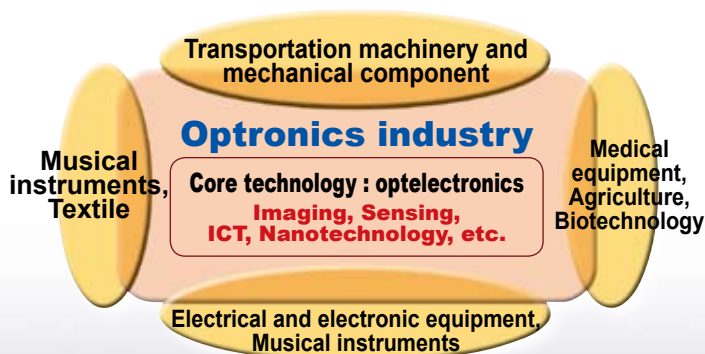 Transportation machinery and
mechanical component
Optronics industry
Musical
instruments,
Textile
Core technology : optelectronics
Imaging, Sensing,
ICT, Nanotechnology, etc.
Medical
equipment,
Agriculture,
Biotechnology
Electrical and electronic equipment,
Musical instruments